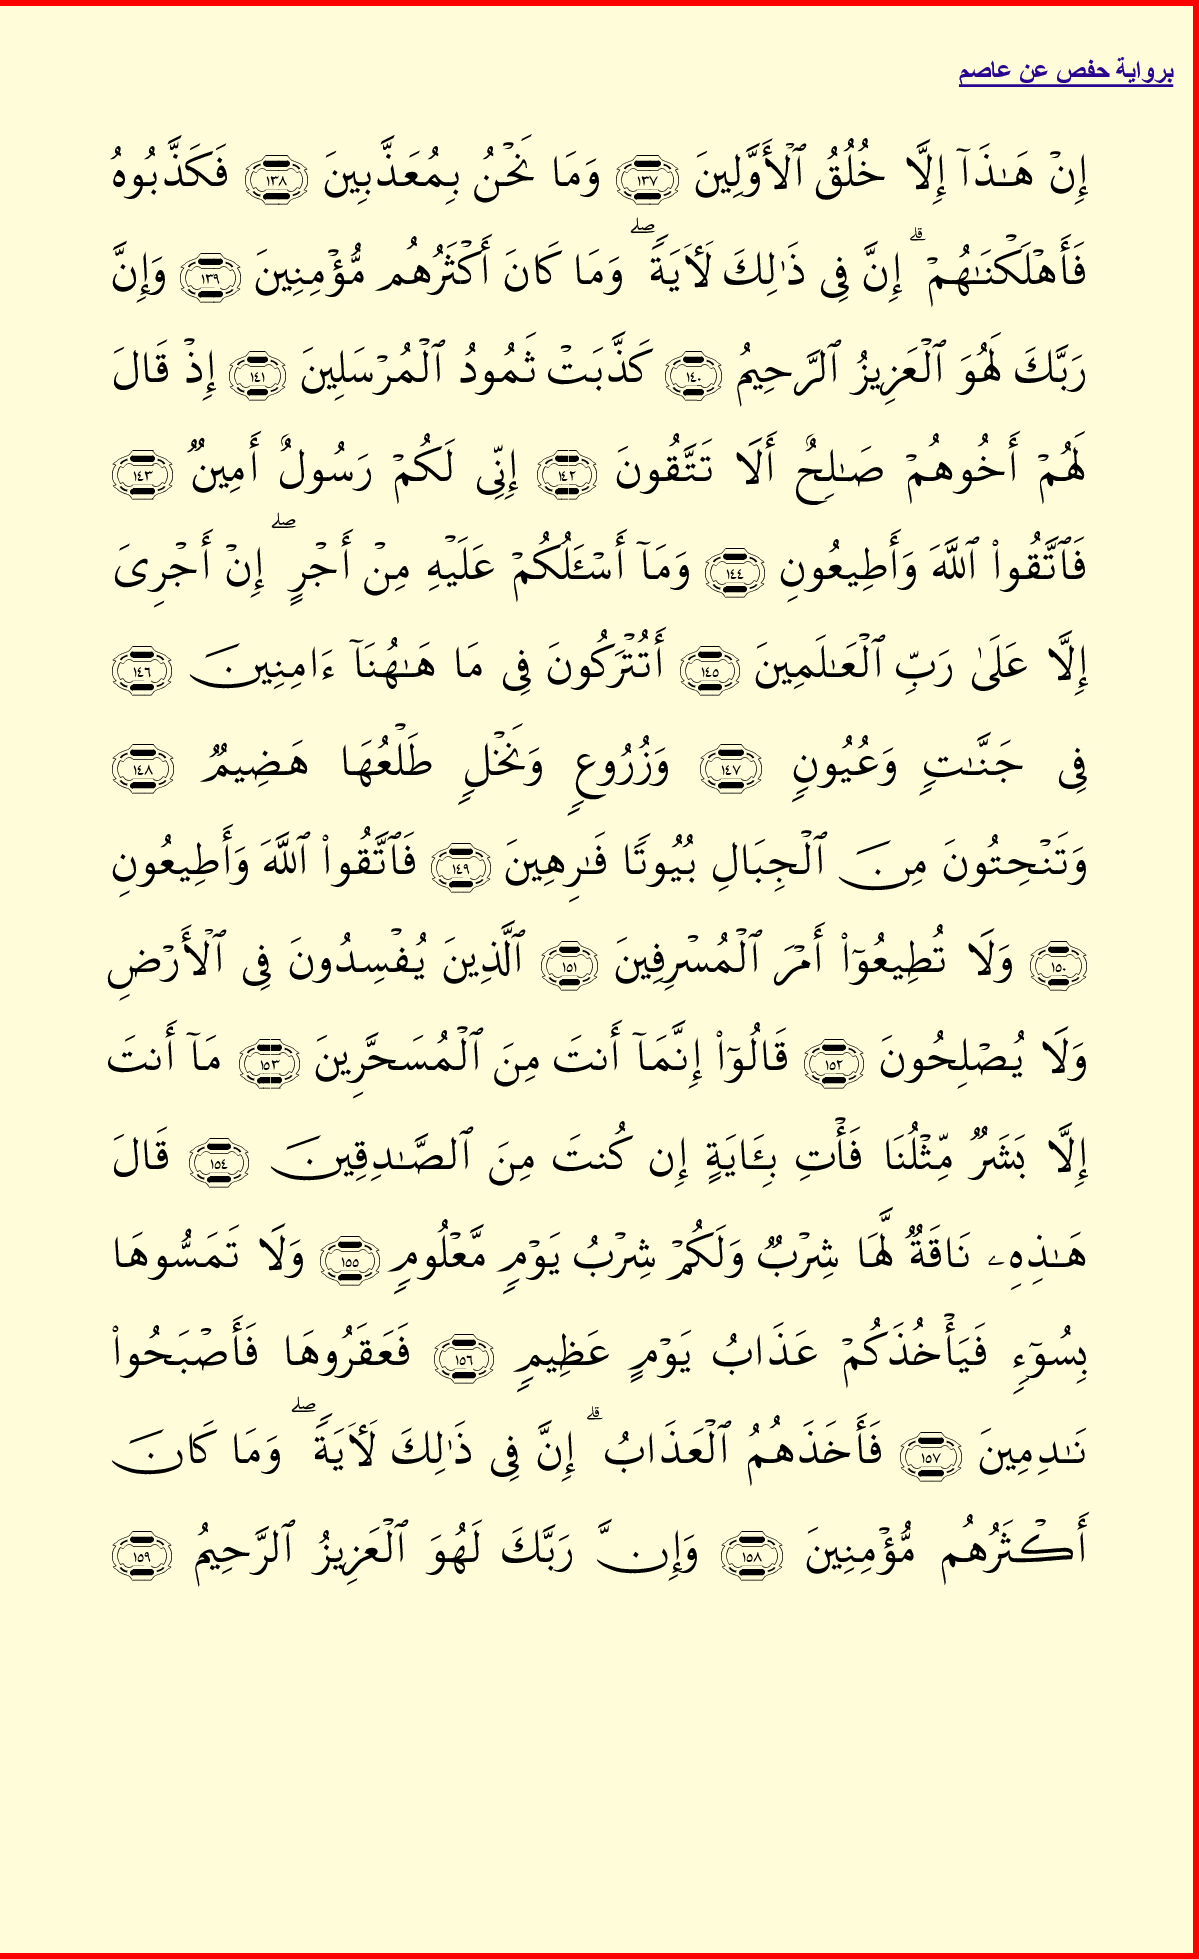 برواية حفص عن عاصم
إِنۡ هَـٰذَآ إِلَّا خُلُقُ ٱلۡأَوَّلِينَ ١٣٧ وَمَا نَحۡنُ بِمُعَذَّبِينَ ١٣٨ فَكَذَّبُوهُ
فَأَهۡلَكۡنَـٰهُمۡۗ إِنَّ فِى ذَٰلِكَ لَأَيَةًۖ وَمَا كَانَ أَكۡثَرُهُم مُّؤۡمِنِينَ ١٣٩ وَإِنَّ
رَبَّكَ لَهُوَ ٱلۡعَزِيزُ ٱلرَّحِيمُ ١٤٠ كَذَّبَتۡ ثَمُودُ ٱلۡمُرۡسَلِينَ ١٤١ إِذۡ قَالَ
لَهُمۡ أَخُوهُمۡ صَـٰلِحٌ أَلَا تَتَّقُونَ ١٤٢ إِنِّى لَكُمۡ رَسُولٌ أَمِينٌ ١٤٣
فَٱتَّقُواْ ٱللَّهَ وَأَطِيعُونِ ١٤٤ وَمَآ أَسۡـَٔلُكُمۡ عَلَيۡهِ مِنۡ أَجۡرٍۖ إِنۡ أَجۡرِىَ
إِلَّا عَلَىٰ رَبِّ ٱلۡعَـٰلَمِينَ ١٤٥ أَتُتۡرَكُونَ فِى مَا هَـٰهُنَآ ءَامِنِينَ ١٤٦
فِى جَنَّـٰتٍ وَعُيُونٍ ١٤٧ وَزُرُوعٍ وَنَخۡلٍ طَلۡعُهَا هَضِيمٌ ١٤٨
وَتَنۡحِتُونَ مِنَ ٱلۡجِبَالِ بُيُوتًا فَـٰرِهِينَ ١٤٩ فَٱتَّقُواْ ٱللَّهَ وَأَطِيعُونِ
١٥٠ وَلَا تُطِيعُوٓاْ أَمۡرَ ٱلۡمُسۡرِفِينَ ١٥١ ٱلَّذِينَ يُفۡسِدُونَ فِى ٱلۡأَرۡضِ
وَلَا يُصۡلِحُونَ ١٥٢ قَالُوٓاْ إِنَّمَآ أَنتَ مِنَ ٱلۡمُسَحَّرِينَ ١٥٣ مَآ أَنتَ
إِلَّا بَشَرٌ مِّثۡلُنَا فَأۡتِ بِـَٔايَةٍ إِن كُنتَ مِنَ ٱلصَّـٰدِقِينَ ١٥٤ قَالَ
هَـٰذِهِۦ نَاقَةٌ لَّهَا شِرۡبٌ وَلَكُمۡ شِرۡبُ يَوۡمٍ مَّعۡلُومٍ ١٥٥ وَلَا تَمَسُّوهَا
بِسُوٓءٍ فَيَأۡخُذَكُمۡ عَذَابُ يَوۡمٍ عَظِيمٍ ١٥٦ فَعَقَرُوهَا فَأَصۡبَحُواْ
نَـٰدِمِينَ ١٥٧ فَأَخَذَهُمُ ٱلۡعَذَابُۗ إِنَّ فِى ذَٰلِكَ لَأَيَةًۖ وَمَا كَانَ
أَكۡثَرُهُم مُّؤۡمِنِينَ ١٥٨ وَإِنَّ رَبَّكَ لَهُوَ ٱلۡعَزِيزُ ٱلرَّحِيمُ ١٥٩